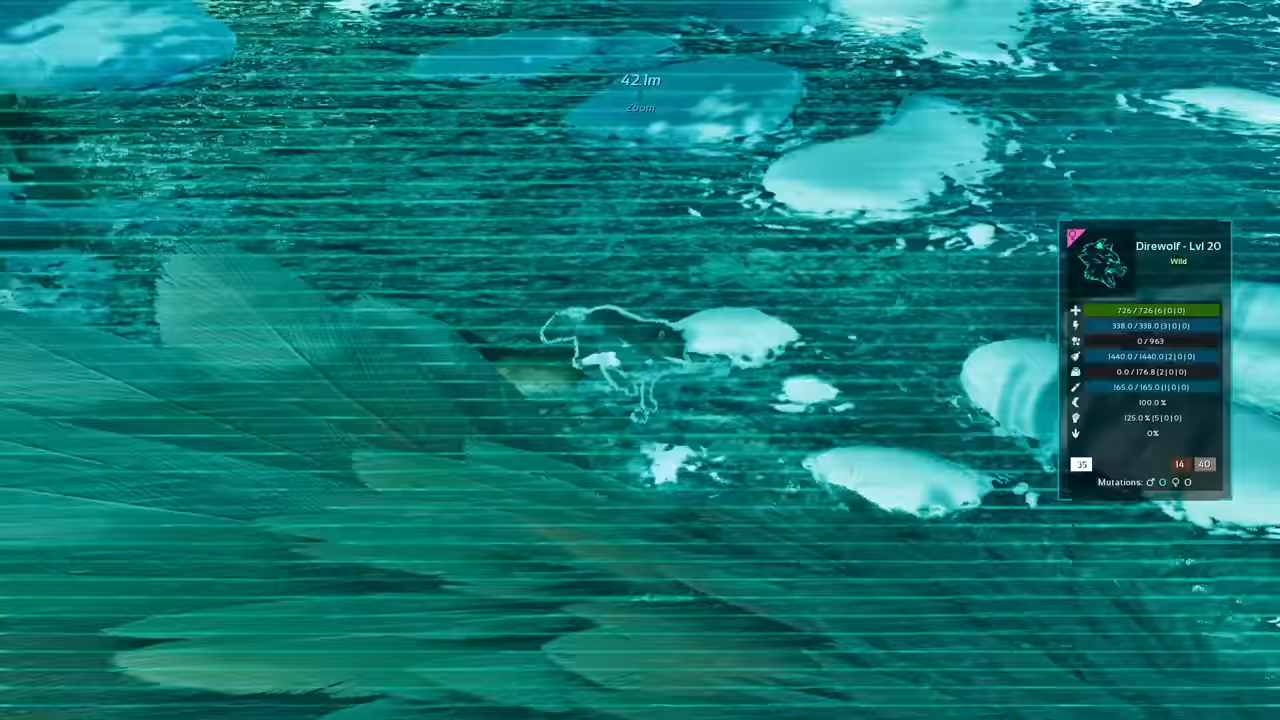 42.1m
Zoom
Direwolf - Lvl 20
Wild
726 / 726 (6|0|0)
338.0 / 338.0 (3|0|0)
0 / 963
1440.0 / 1440.0 (2|0|0)
0.0 / 176.8 (2|0|0)
165.0 / 165.0 (1|0|0)
100.0 %
125.0 % (5|0|0)
0%
35 14 40
Mutations: ♂ 0 ♀ 0